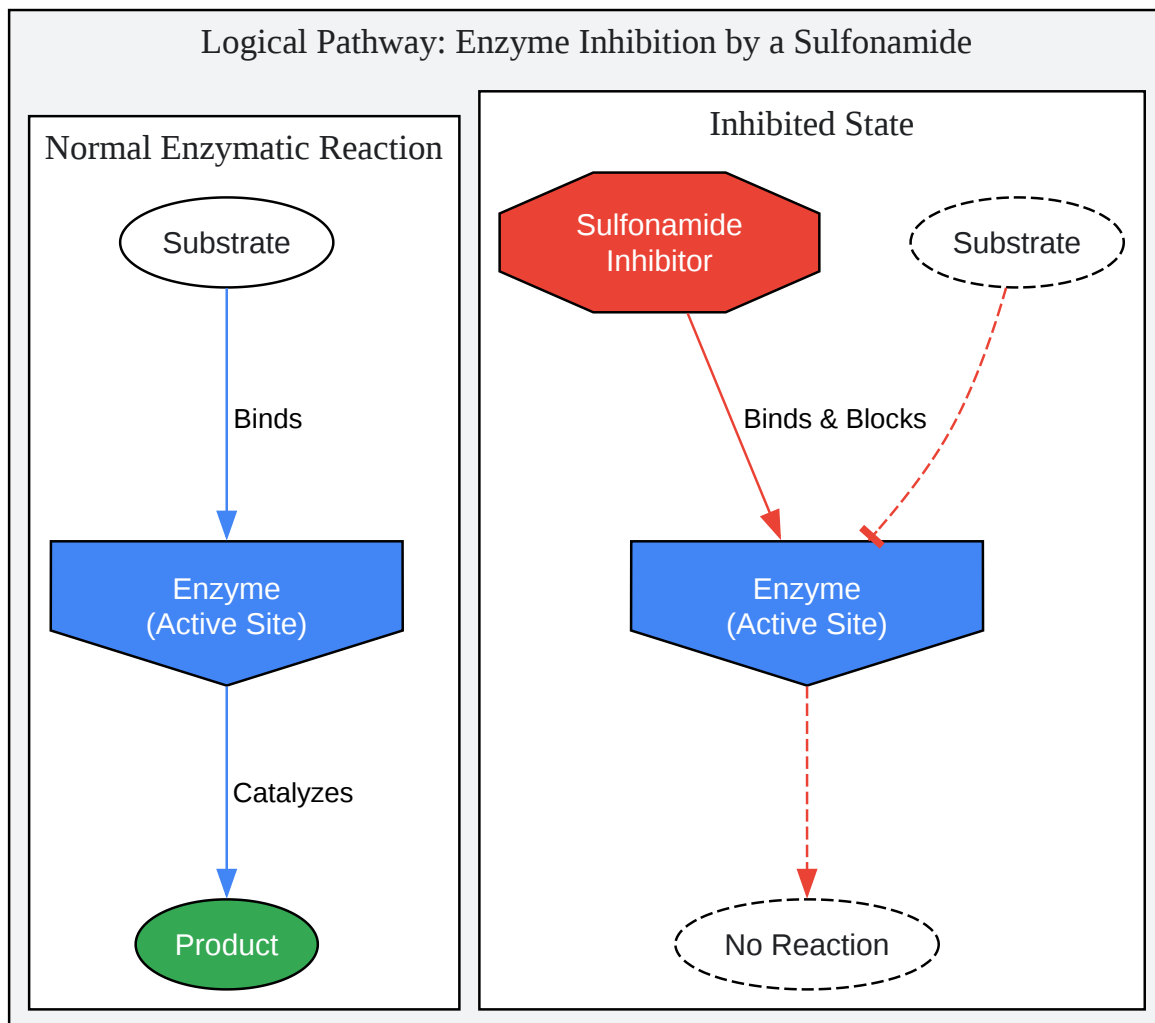 Logical Pathway: Enzyme Inhibition by a Sulfonamide
Normal Enzymatic Reaction
Substrate
Binds
Enzyme
(Active Site)
Catalyzes
Product
Inhibited State
Sulfonamide
Inhibitor
Substrate
Binds & Blocks
Enzyme
(Active Site)
No Reaction